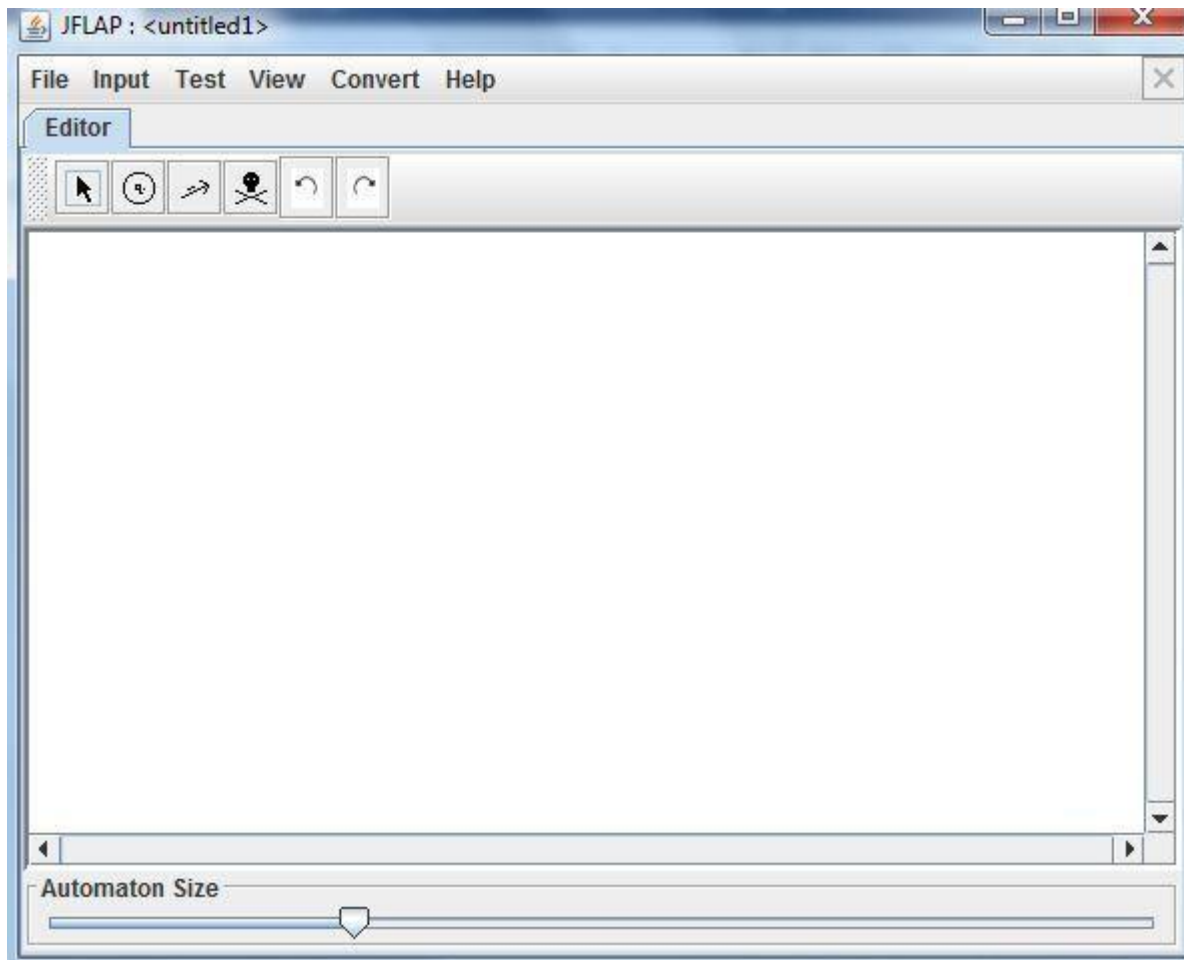 JFLAP : <untitled1>
File Input Test View Convert Help
Editor
q
Automaton Size